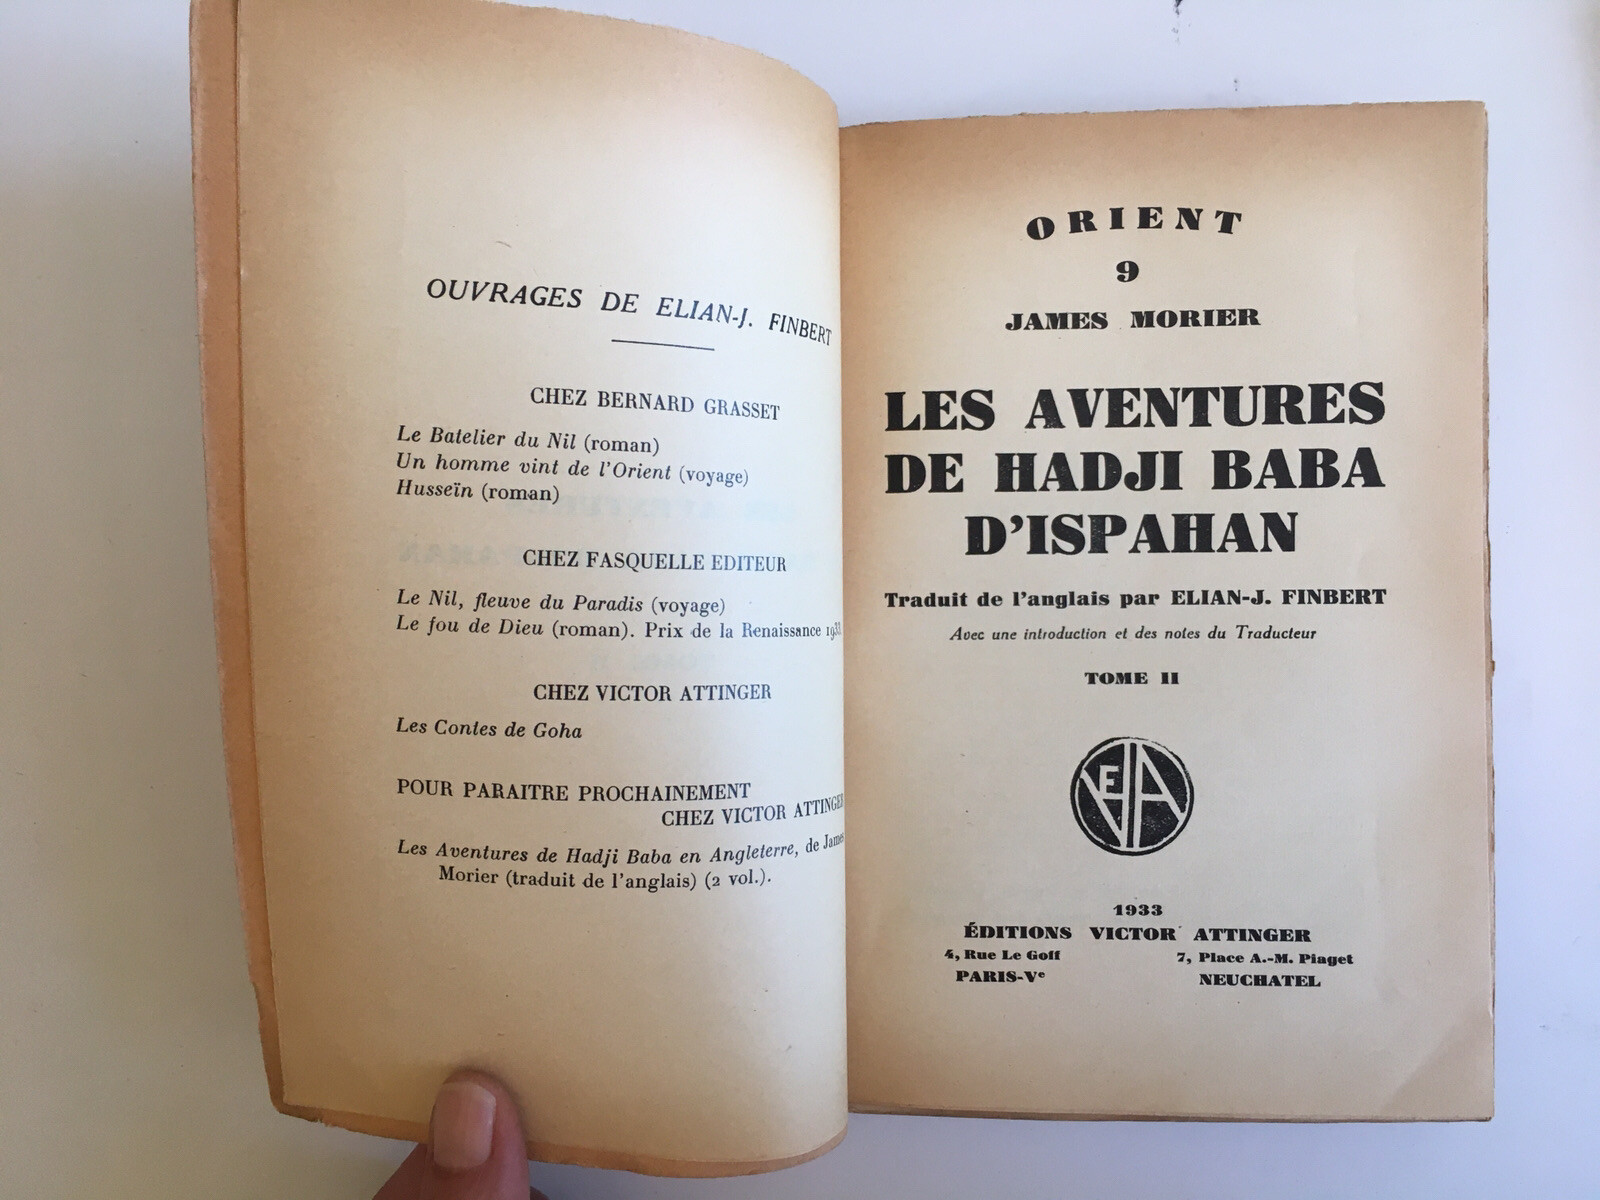 OUVRAGES DE ELIAN-J. FINBERT
CHEZ BERNARD GRASSET
Le Batelier du Nil (roman)
Un homme vint de l'Orient (voyage)
Husseïn (roman)
CHEZ FASQUELLE EDITEUR
Le Nil, fleuve du Paradis (voyage)
Le fou de Dieu (roman). Prix de la Renaissance 1933.
CHEZ VICTOR ATTINGER
Les Contes de Goha
POUR PARAITRE PROCHAINEMENT
CHEZ VICTOR ATTINGER
Les Aventures de Hadji Baba en Angleterre, de James
Morier (traduit de l'anglais) (2 vol.).
ORIENT
9
JAMES MORIER
LES AVENTURES
DE HADJI BABA
D'ISPAHAN
Traduit de l'anglais par ELIAN-J. FINBERT
Avec une introduction et des notes du Traducteur
TOME II
VEA
1933
ÉDITIONS VICTOR ATTINGER
4, Rue Le Goff 7, Place A.-M. Piaget
PARIS-Ve NEUCHATEL